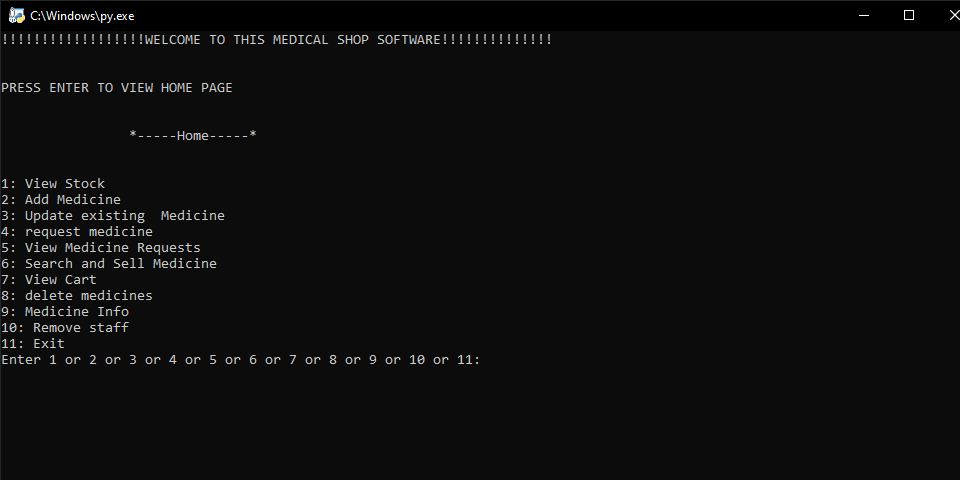 C:\Windows\py.exe
!!!!!!!!!!!!!!!!!!WELCOME TO THIS MEDICAL SHOP SOFTWARE!!!!!!!!!!!!!!
PRESS ENTER TO VIEW HOME PAGE
*-----Home-----*
1: View Stock
2: Add Medicine
3: Update existing  Medicine
4: request medicine
5: View Medicine Requests
6: Search and Sell Medicine
7: View Cart
8: delete medicines
9: Medicine Info
10: Remove staff
11: Exit
Enter 1 or 2 or 3 or 4 or 5 or 6 or 7 or 8 or 9 or 10 or 11: